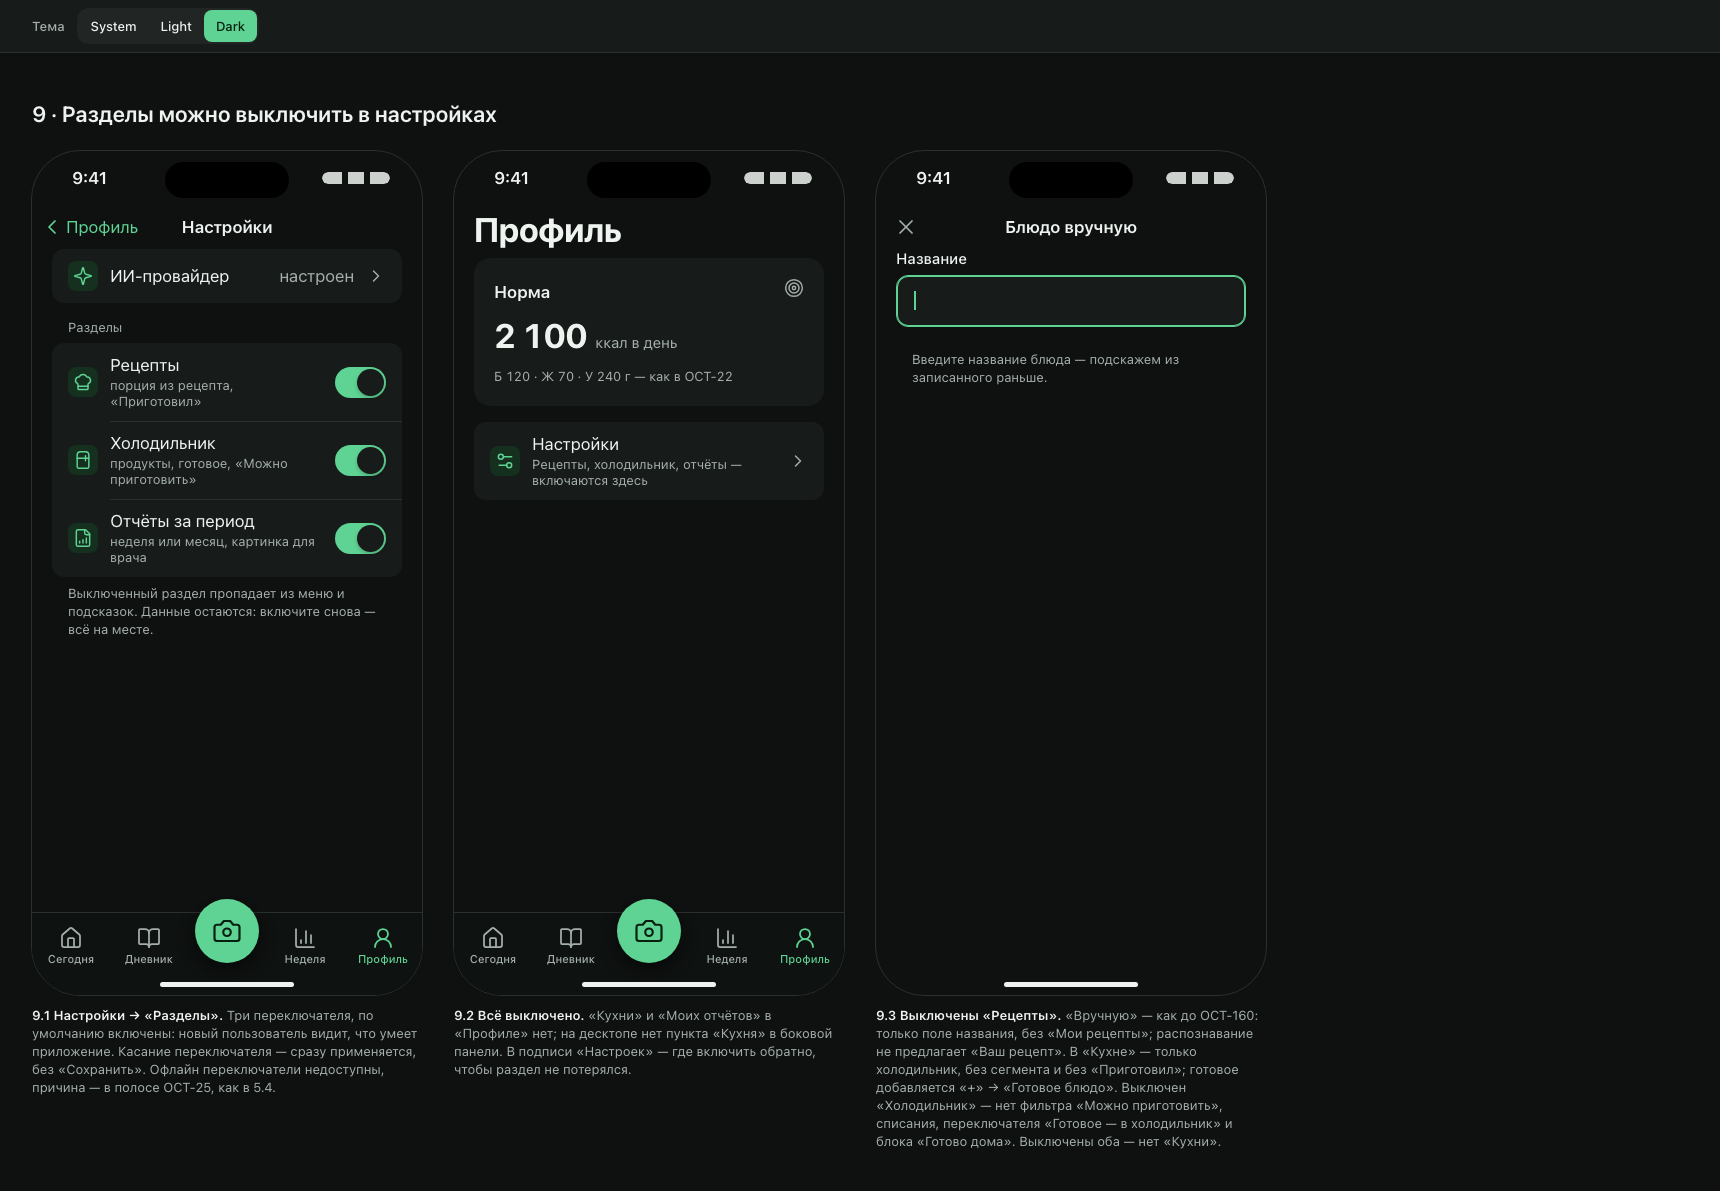 Тема System Light Dark
9 · Разделы можно выключить в настройках
9:41
Профиль Настройки
ИИ-провайдер настроен
Разделы
Рецепты
порция из рецепта,
«Приготовил»
Холодильник
продукты, готовое, «Можно
приготовить»
Отчёты за период
неделя или месяц, картинка для
врача
Выключенный раздел пропадает из меню и
подсказок. Данные остаются: включите снова —
всё на месте.
Сегодня Дневник Неделя Профиль
9.1 Настройки → «Разделы». Три переключателя, по
умолчанию включены: новый пользователь видит, что умеет
приложение. Касание переключателя — сразу применяется,
без «Сохранить». Офлайн переключатели недоступны,
причина — в полосе ОСТ-25, как в 5.4.
9:41
Профиль
Норма
2 100 ккал в день
Б 120 · Ж 70 · У 240 г — как в ОСТ-22
Настройки
Рецепты, холодильник, отчёты —
включаются здесь
Сегодня Дневник Неделя Профиль
9.2 Всё выключено. «Кухни» и «Моих отчётов» в
«Профиле» нет; на десктопе нет пункта «Кухня» в боковой
панели. В подписи «Настроек» — где включить обратно,
чтобы раздел не потерялся.
9:41
Блюдо вручную
Название
Введите название блюда — подскажем из
записанного раньше.
9.3 Выключены «Рецепты». «Вручную» — как до ОСТ-160:
только поле названия, без «Мои рецепты»; распознавание
не предлагает «Ваш рецепт». В «Кухне» — только
холодильник, без сегмента и без «Приготовил»; готовое
добавляется «+» → «Готовое блюдо». Выключен
«Холодильник» — нет фильтра «Можно приготовить»,
списания, переключателя «Готовое — в холодильник» и
блока «Готово дома». Выключены оба — нет «Кухни».